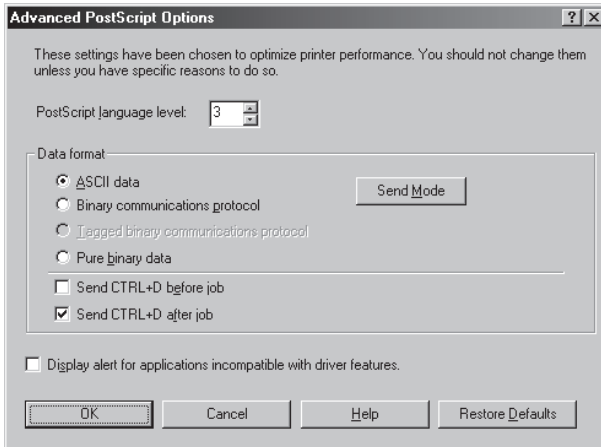 Advanced PostScript Options
These settings have been chosen to optimize printer performance. You should not change them
unless you have specific reasons to do so.
PostScript language level: 3
Data format
ASCII data
Send Mode
Binary communications protocol
Tagged binary communications protocol
Pure binary data
Send CTRL+D before job
Send CTRL+D after job
Display alert for applications incompatible with driver features.
OK Cancel Help Restore Defaults